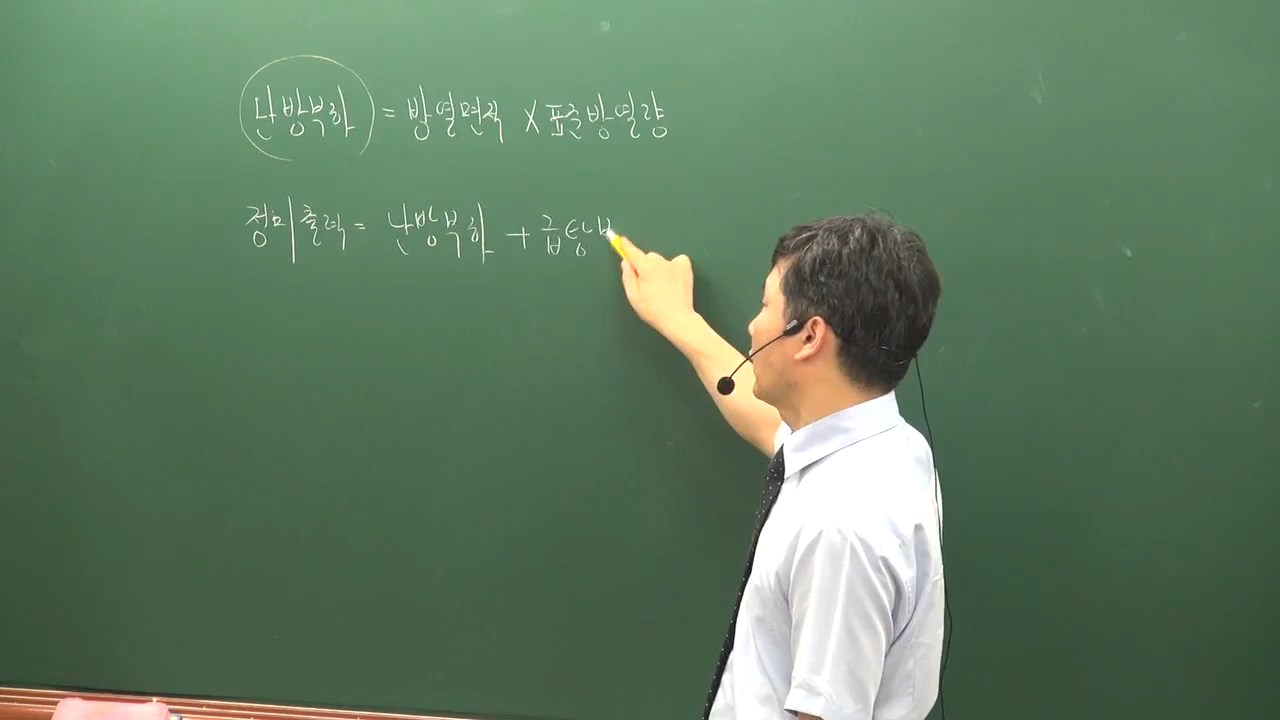 난방부하 = 방열면적 X 표준방열량
정미출력 = 난방부하 + 급탕ㅂ